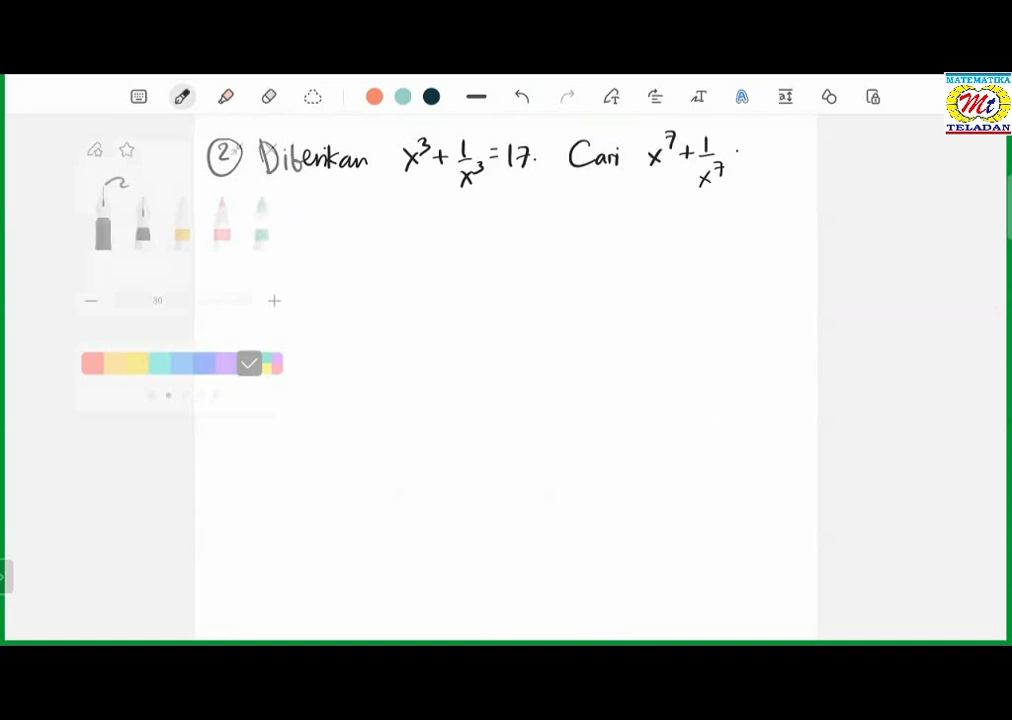 MATEMATIKA
Mt
TELADAN
② Diberikan x³ + 1/x³ = 17. Cari x⁷ + 1/x⁷.
30